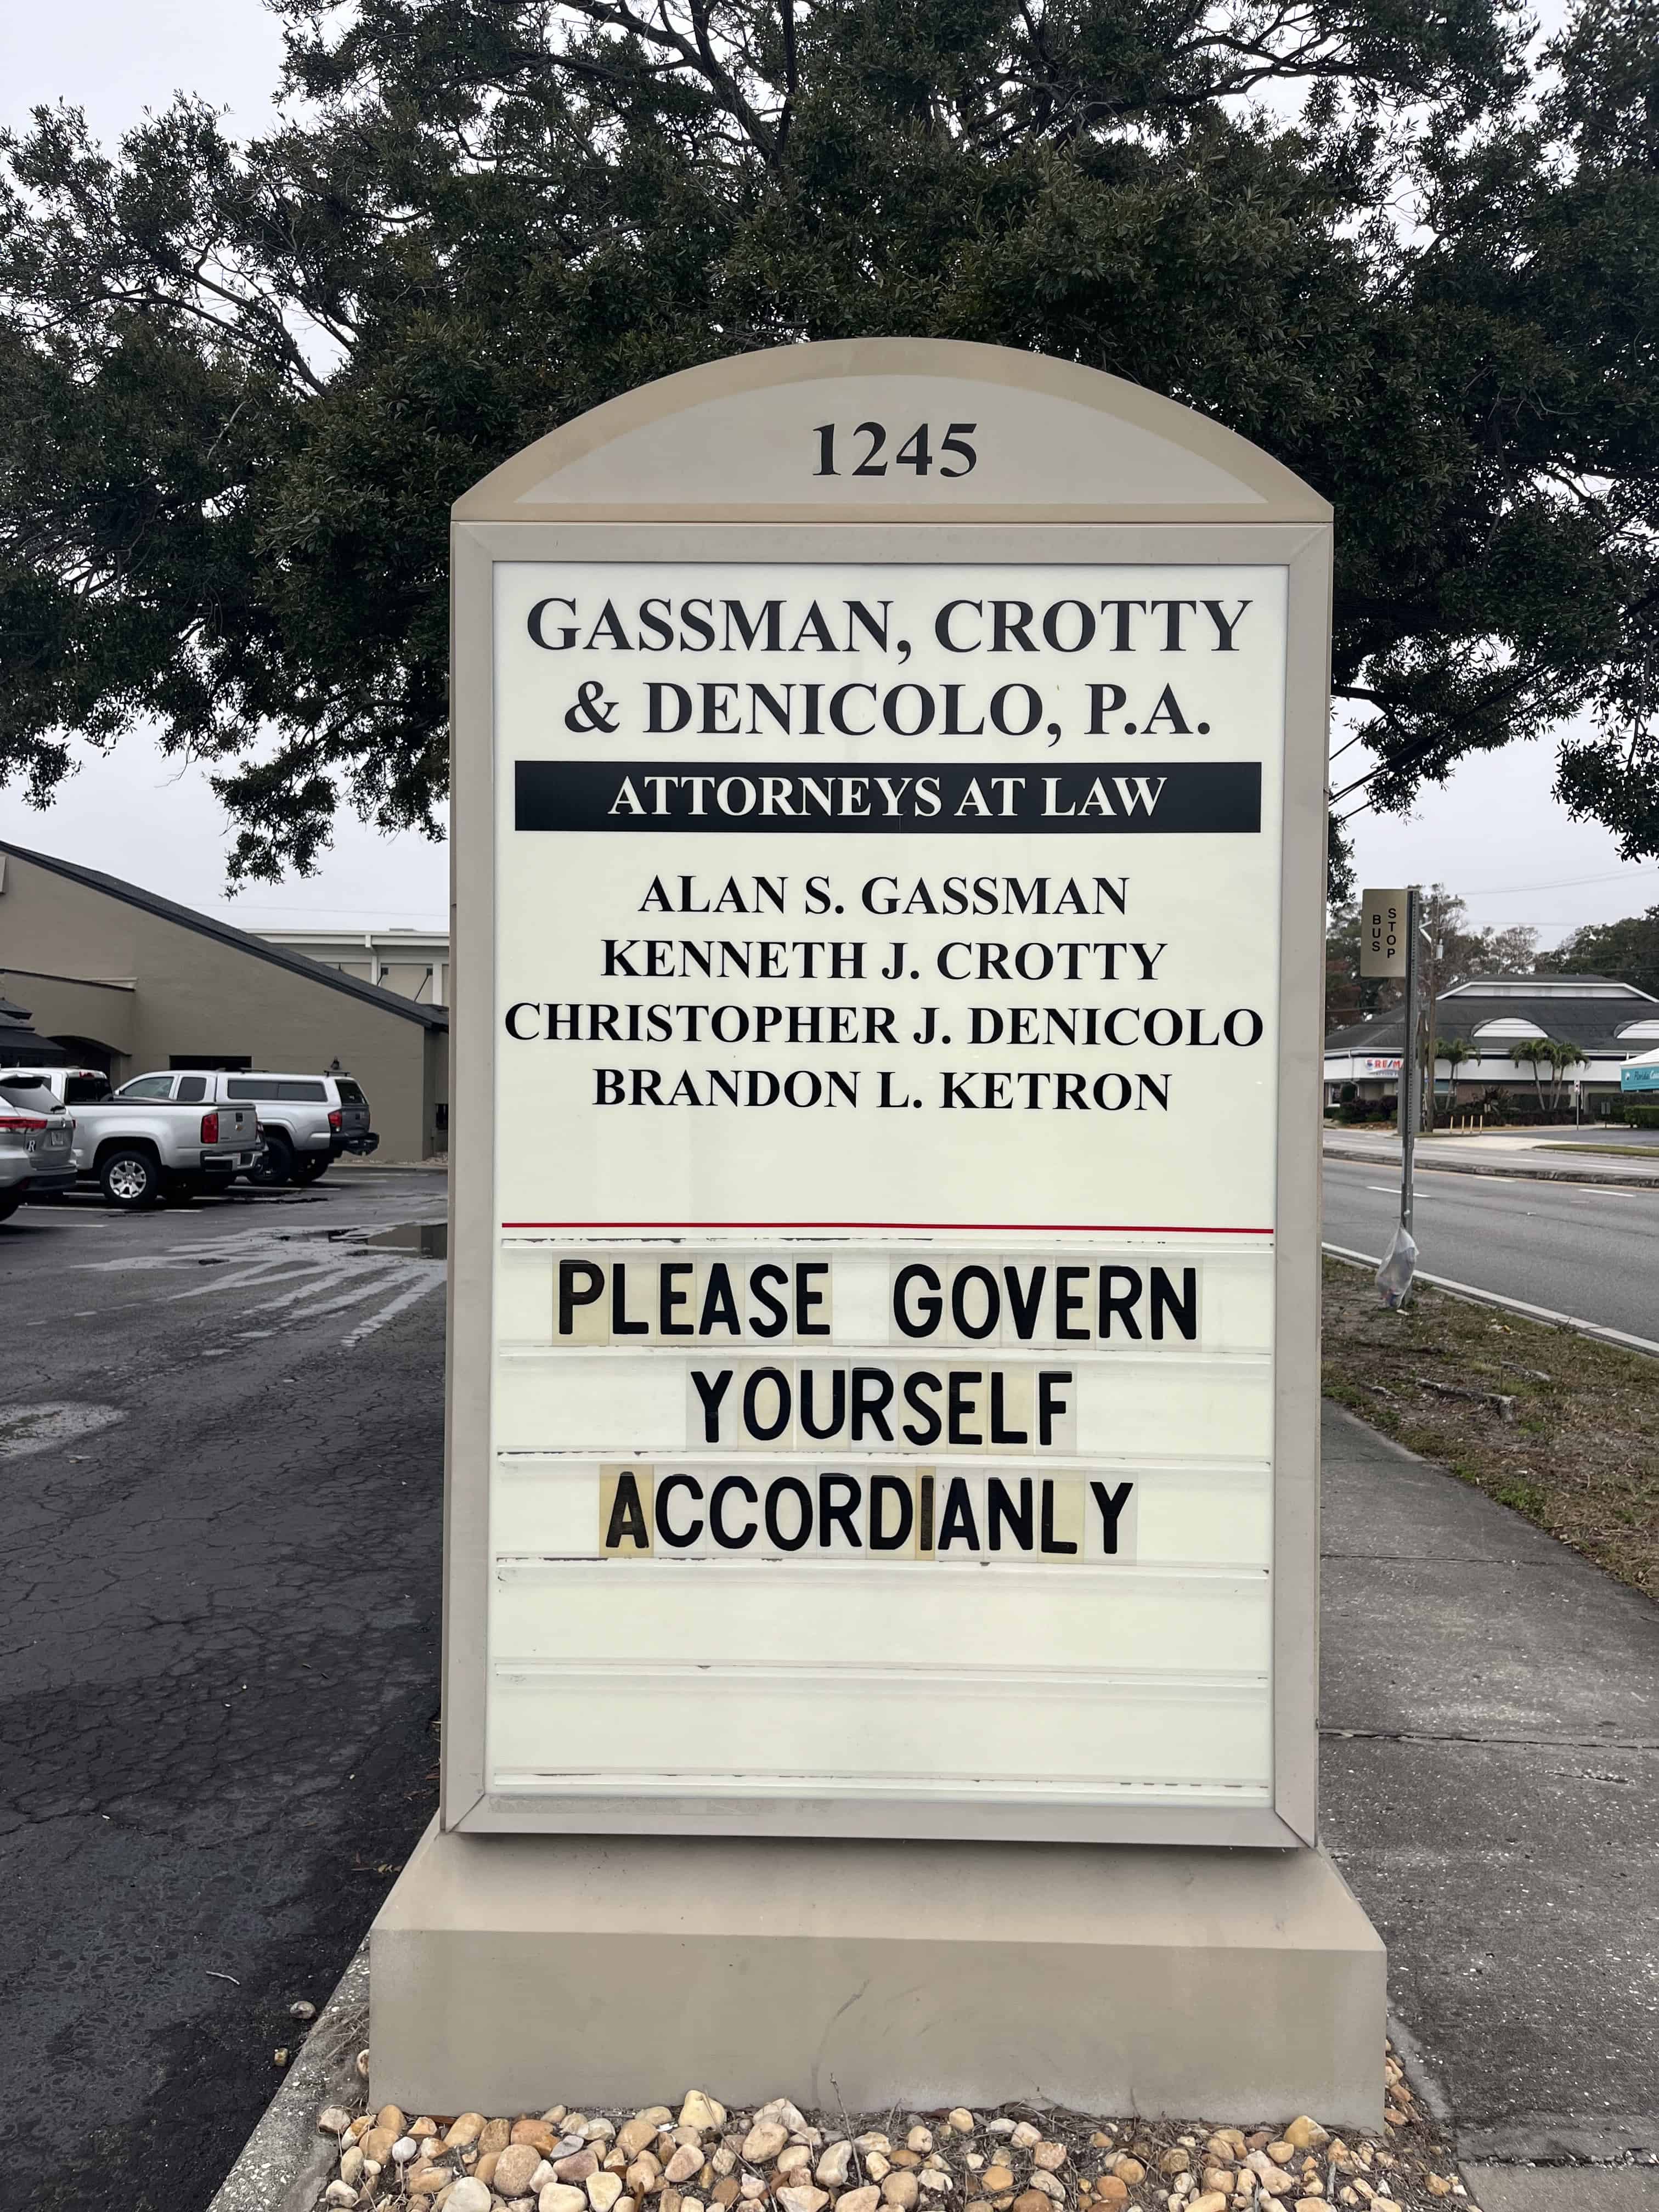 1245
GASSMAN, CROTTY
& DENICOLO, P.A.
ATTORNEYS AT LAW
ALAN S. GASSMAN
KENNETH J. CROTTY
CHRISTOPHER J. DENICOLO
BRANDON L. KETRON
PLEASE GOVERN
YOURSELF
ACCORDIANLY
BUS STOP
RE/M